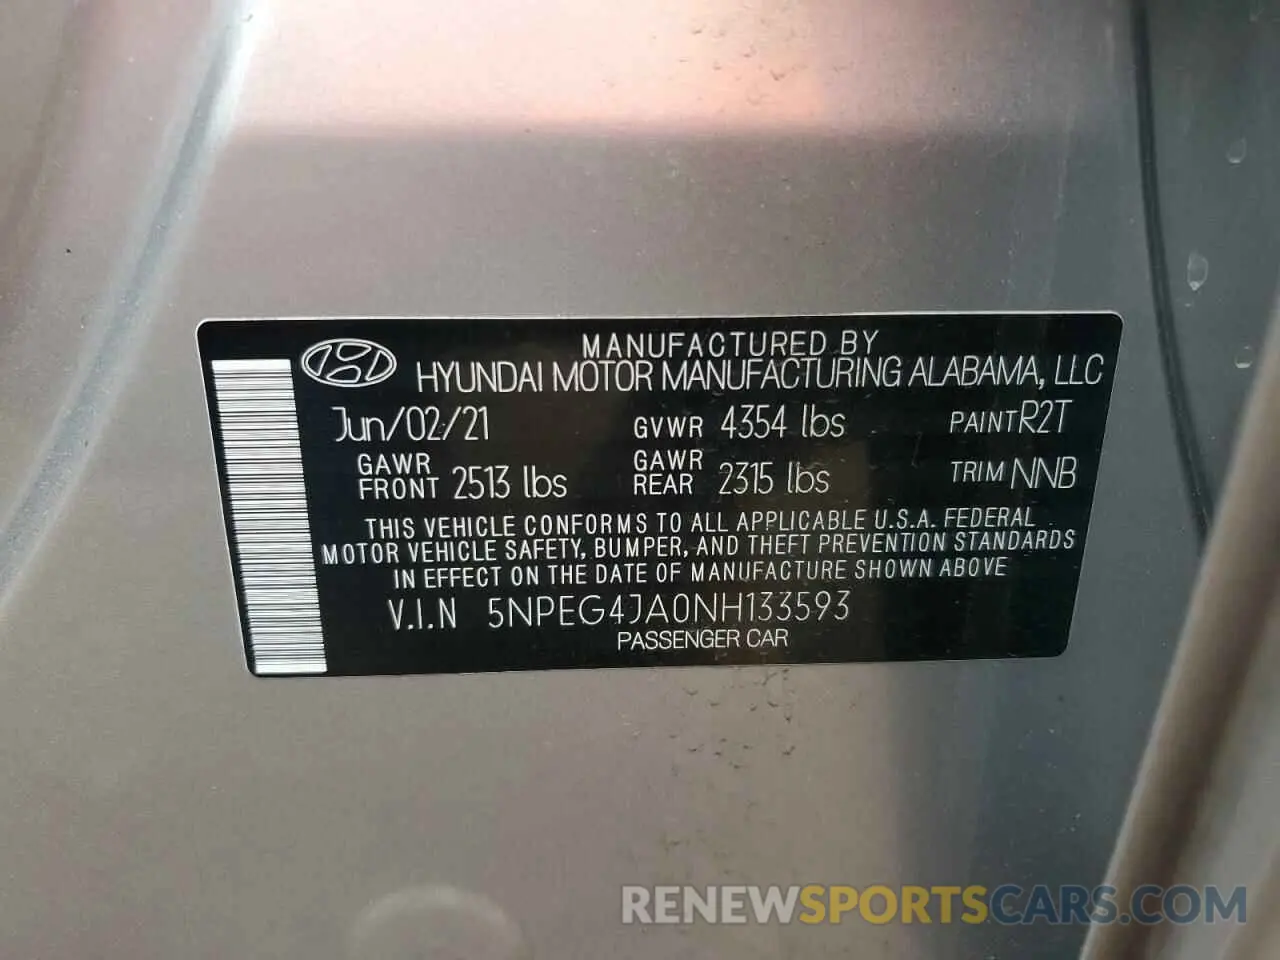 MANUFACTURED BY
HYUNDAI MOTOR MANUFACTURING ALABAMA, LLC
Jun/02/21 GVWR 4354 lbs PAINT R2T
GAWR FRONT 2513 lbs GAWR REAR 2315 lbs TRIM NNB
THIS VEHICLE CONFORMS TO ALL APPLICABLE U.S.A. FEDERAL
MOTOR VEHICLE SAFETY, BUMPER, AND THEFT PREVENTION STANDARDS
IN EFFECT ON THE DATE OF MANUFACTURE SHOWN ABOVE
V.I.N 5NPEG4JA0NH133593
PASSENGER CAR
RENEWSPORTSCARS.COM